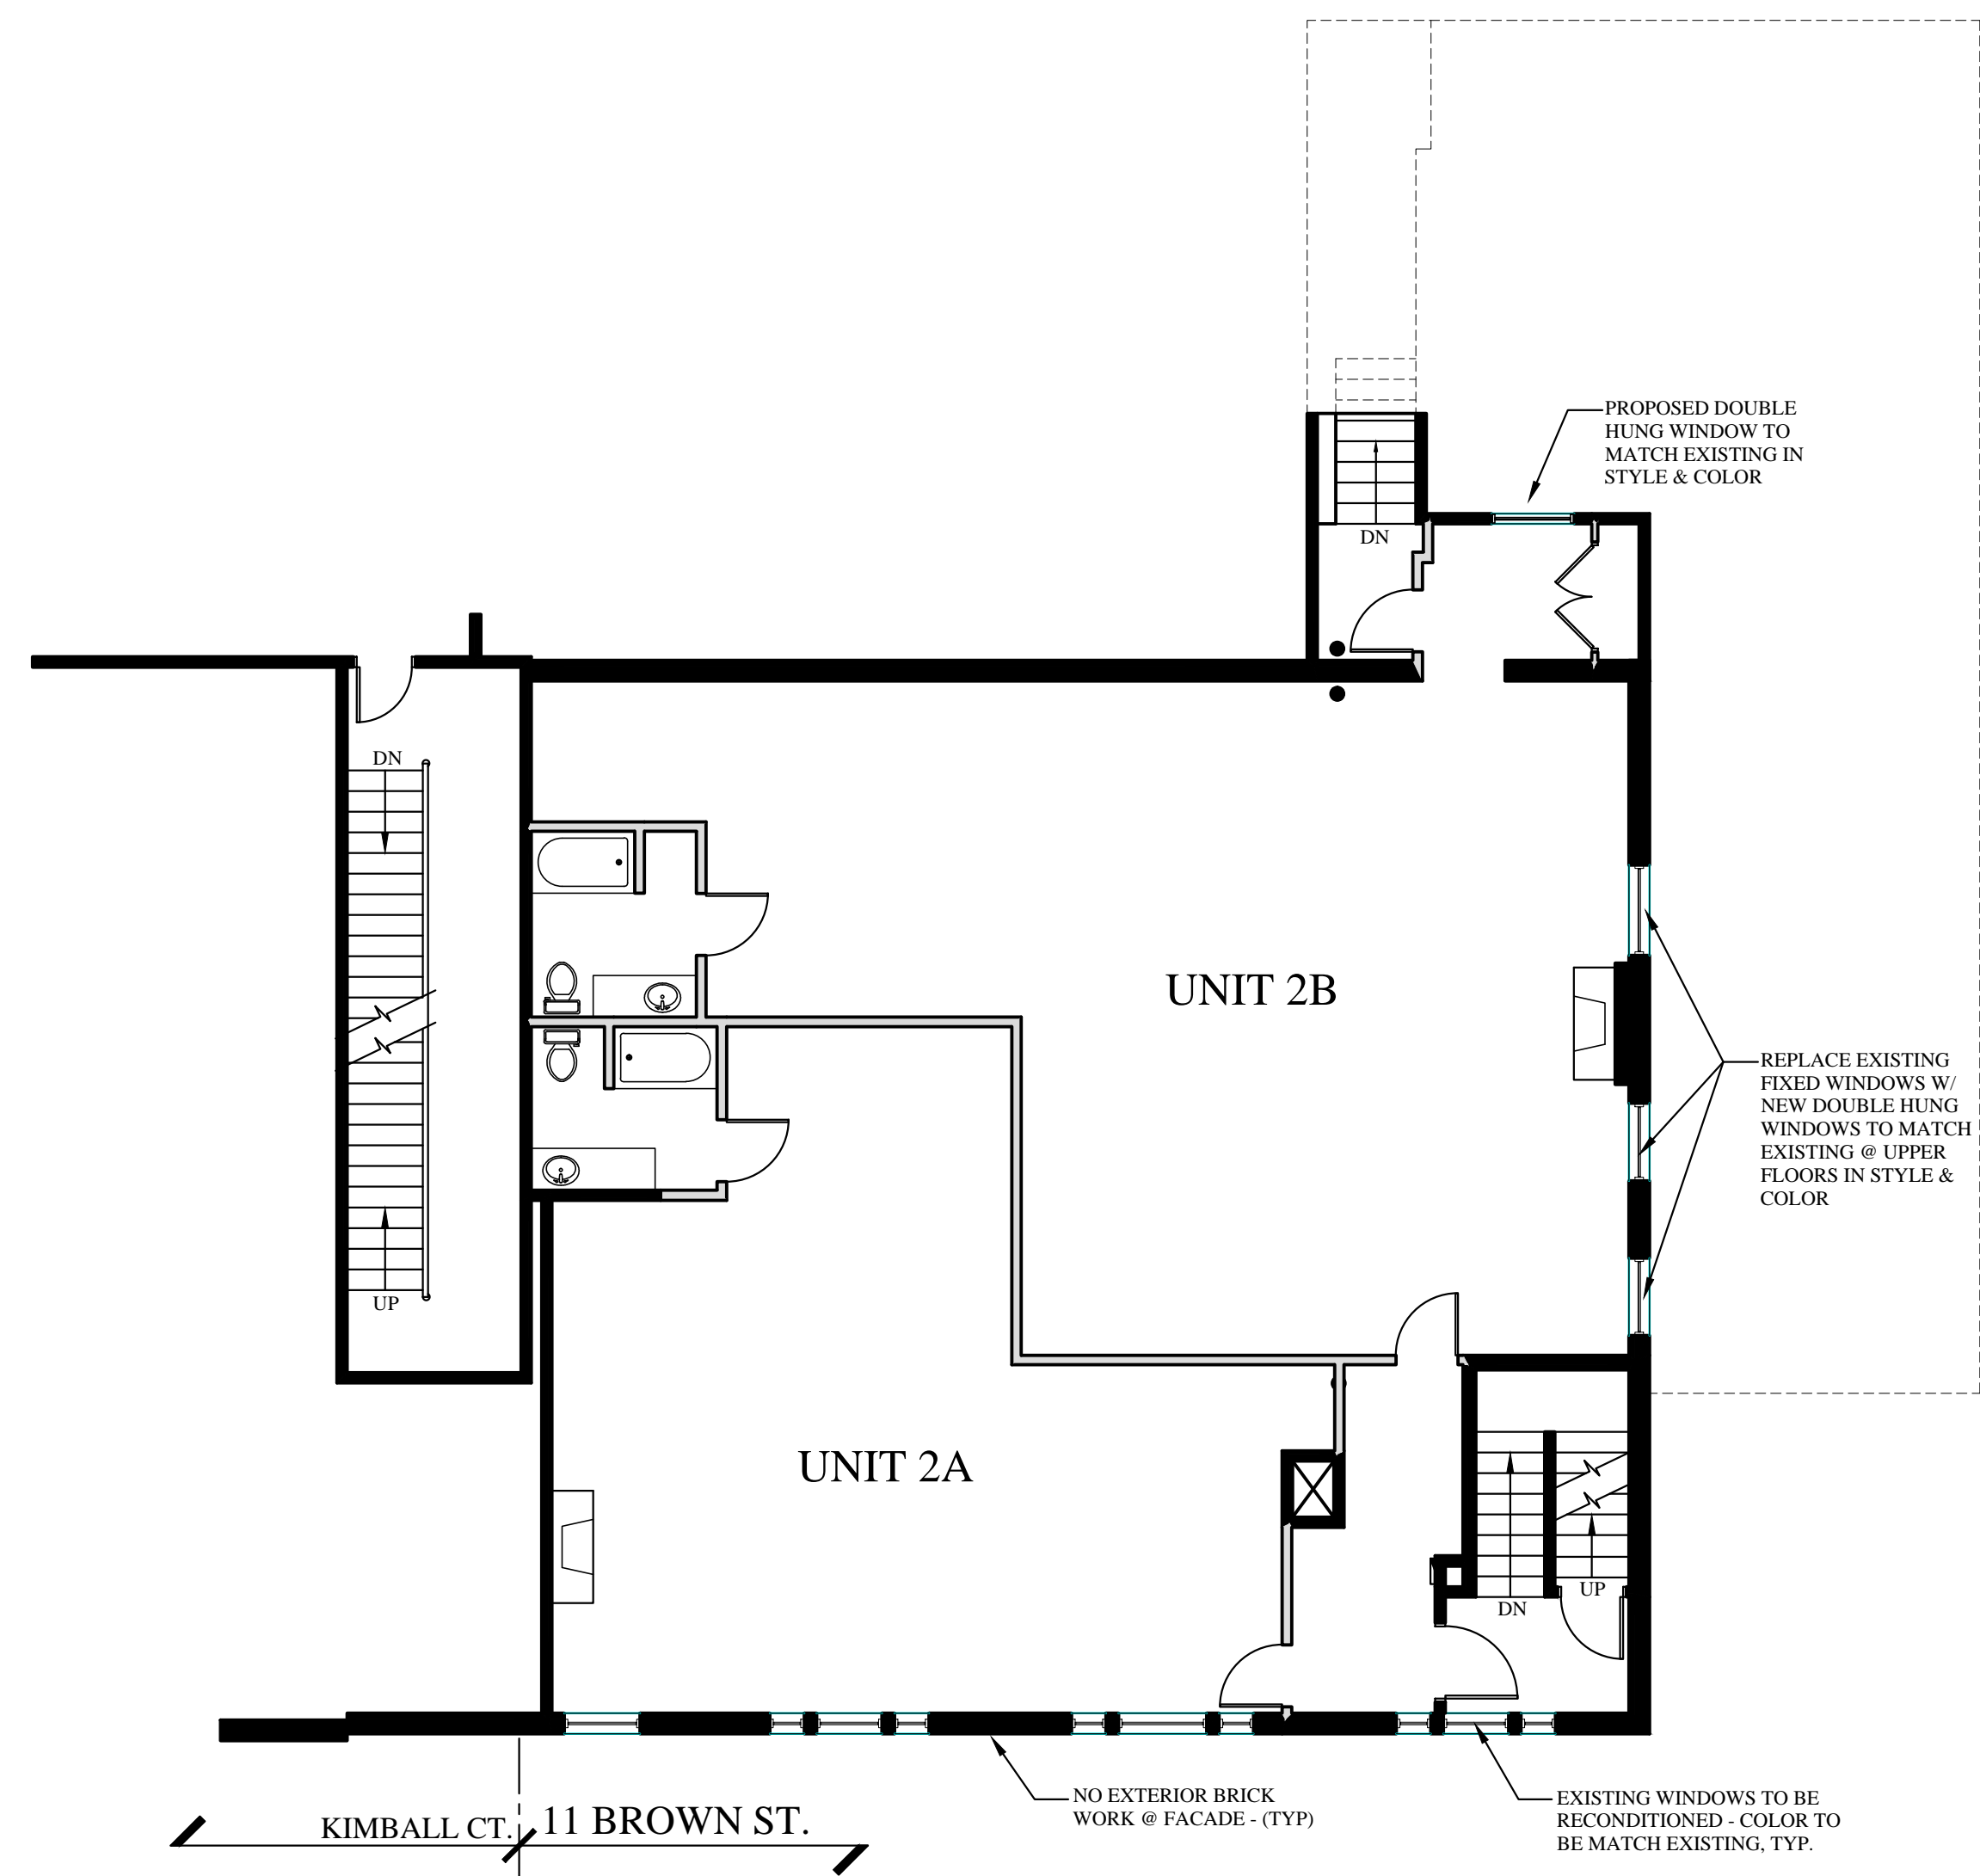 PROPOSED DOUBLE
HUNG WINDOW TO
MATCH EXISTING IN
STYLE & COLOR
DN
DN
UNIT 2B
REPLACE EXISTING
FIXED WINDOWS W/
NEW DOUBLE HUNG
WINDOWS TO MATCH
EXISTING @ UPPER
FLOORS IN STYLE &
COLOR
UP
UNIT 2A
UP
DN
NO EXTERIOR BRICK
WORK @ FACADE - (TYP)
EXISTING WINDOWS TO BE
RECONDITIONED - COLOR TO
BE MATCH EXISTING, TYP.
KIMBALL CT.
11 BROWN ST.